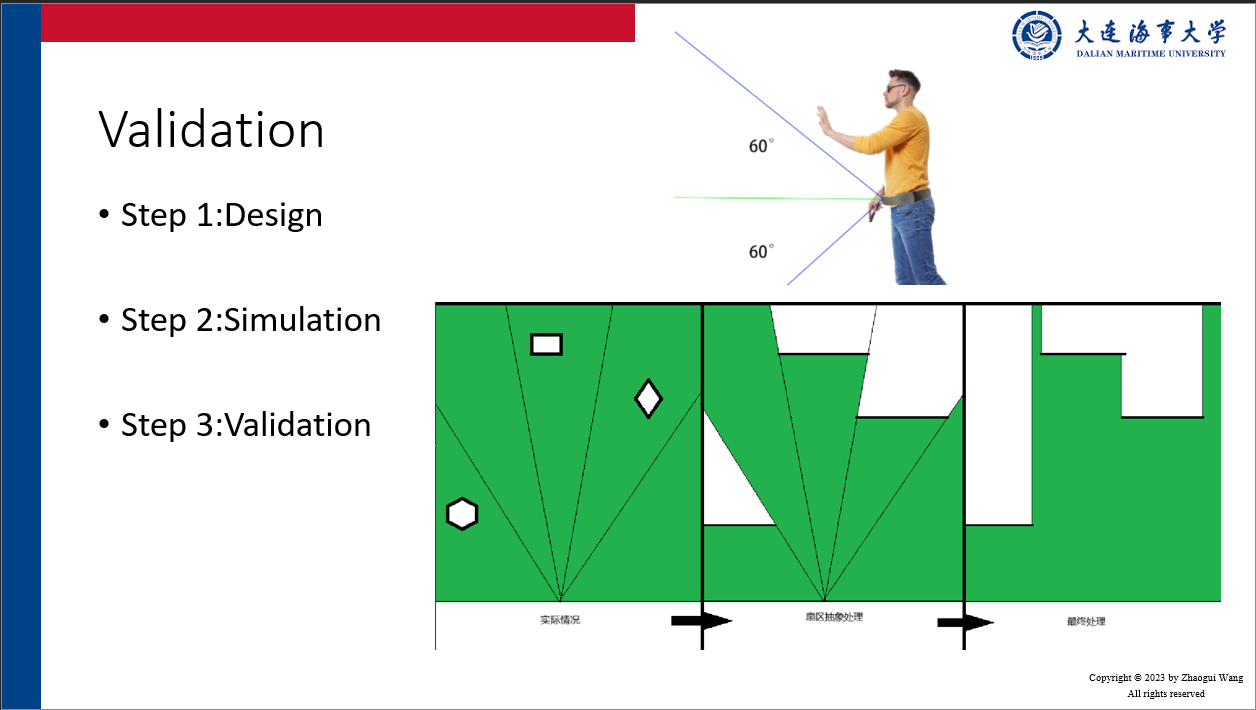 大连海事大学
DALIAN MARITIME UNIVERSITY
Validation
• Step 1:Design
• Step 2:Simulation
• Step 3:Validation
60°
60°
实际情况
扇区抽象处理
最终处理
Copyright © 2023 by Zhaogui Wang
All rights reserved